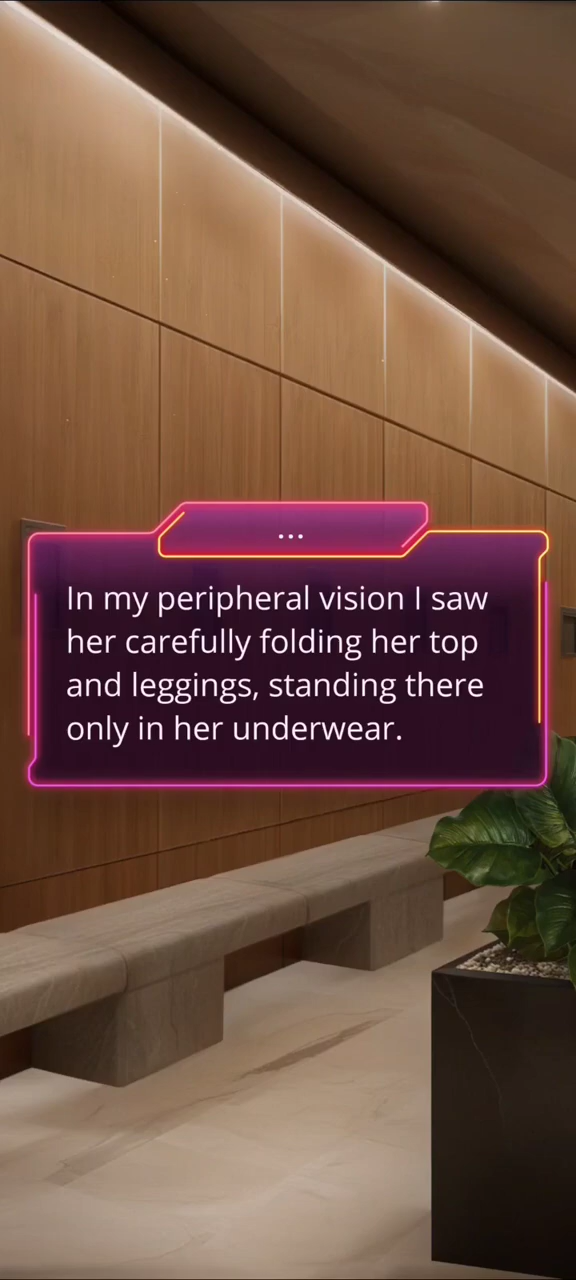 ...
In my peripheral vision I saw
her carefully folding her top
and leggings, standing there
only in her underwear.